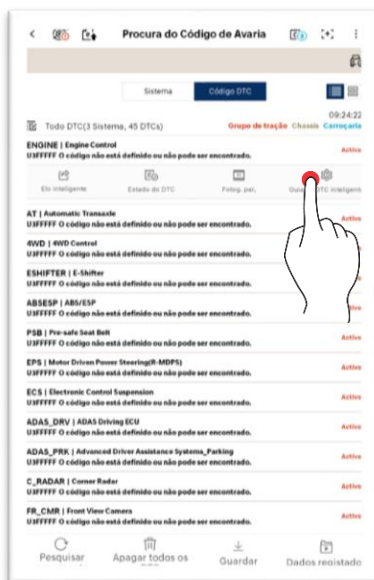 Procura do Código de Avaria
Sistema
Código DTC
09:24:22
Todo DTC(3 Sistema, 45 DTCs)
Grupo de tração Chassis Carroçaria
ENGINE | Engine Control
U3FFFFF O código não está definido ou não pode ser encontrado.
Active
Elo inteligente
Estado do DTC
Fotog. par,
Guia DTC inteligent
AT | Automatic Transaxle
U3FFFFF O código não está definido ou não pode ser encontrado.
Active
4WD | 4WD Control
U3FFFFF O código não está definido ou não pode ser encontrado.
ESHIFTER | E-Shifter
U3FFFFF O código não está definido ou não pode ser encontrado.
ABSESP | ABS/ESP
U3FFFFF O código não está definido ou não pode ser encontrado.
PSB | Pre-safe Seat Belt
U3FFFFF O código não está definido ou não pode ser encontrado.
Active
EPS | Motor Driven Power Steering(R-MDPS)
U3FFFFF O código não está definido ou não pode ser encontrado.
Active
ECS | Electronic Control Suspension
U3FFFFF O código não está definido ou não pode ser encontrado.
Active
ADAS_DRV | ADAS Driving ECU
U3FFFFF O código não está definido ou não pode ser encontrado.
Active
ADAS_PRK | Advanced Driver Assistance Systema_Parking
U3FFFFF O código não está definido ou não pode ser encontrado.
Active
C_RADAR | Corner Radar
U3FFFFF O código não está definido ou não pode ser encontrado.
Active
FR_CMR | Front View Camera
U3FFFFF O código não está definido ou não pode ser encontrado.
Active
Pesquisar
Apagar todos os
Guardar
Dados registado